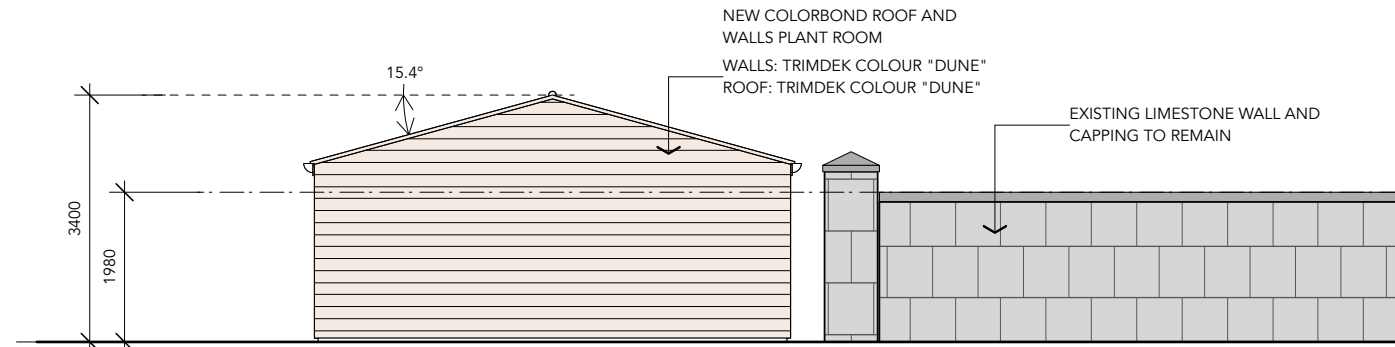 NEW COLORBOND ROOF AND
WALLS PLANT ROOM
WALLS: TRIMDEK COLOUR "DUNE"
ROOF: TRIMDEK COLOUR "DUNE"
15.4°
EXISTING LIMESTONE WALL AND
CAPPING TO REMAIN
3400
1980